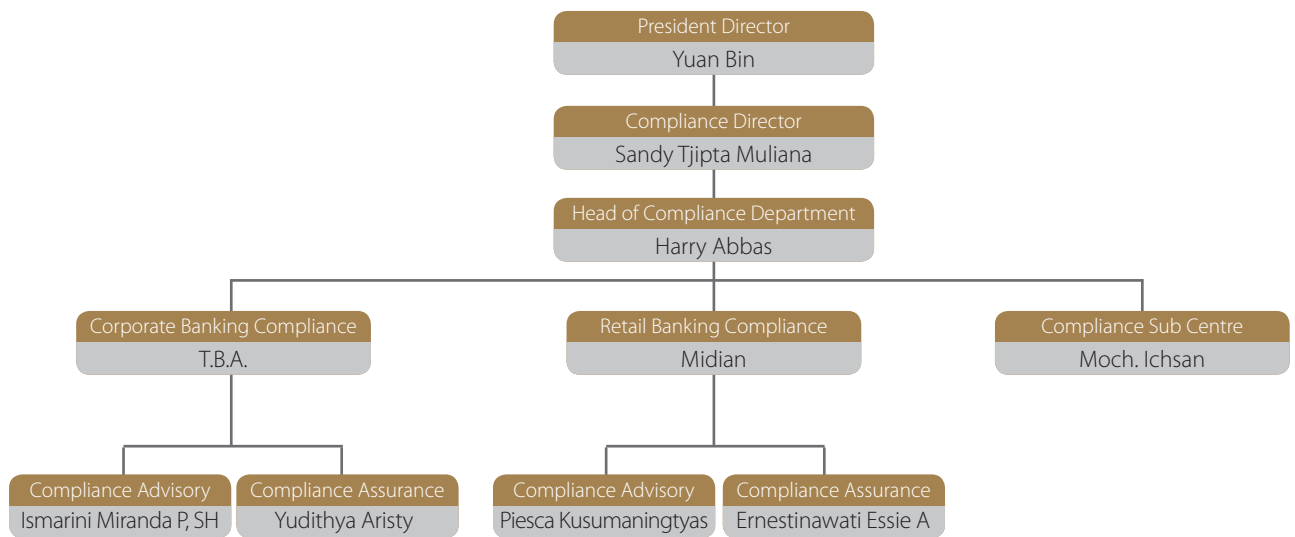 President Director
Yuan Bin
Compliance Director
Sandy Tjipta Muliana
Head of Compliance Department
Harry Abbas
Corporate Banking Compliance
T.B.A.
Retail Banking Compliance
Midian
Compliance Sub Centre
Moch. Ichsan
Compliance Advisory
Ismarini Miranda P, SH
Compliance Assurance
Yudithya Aristy
Compliance Advisory
Piesca Kusumaningtyas
Compliance Assurance
Ernestinawati Essie A